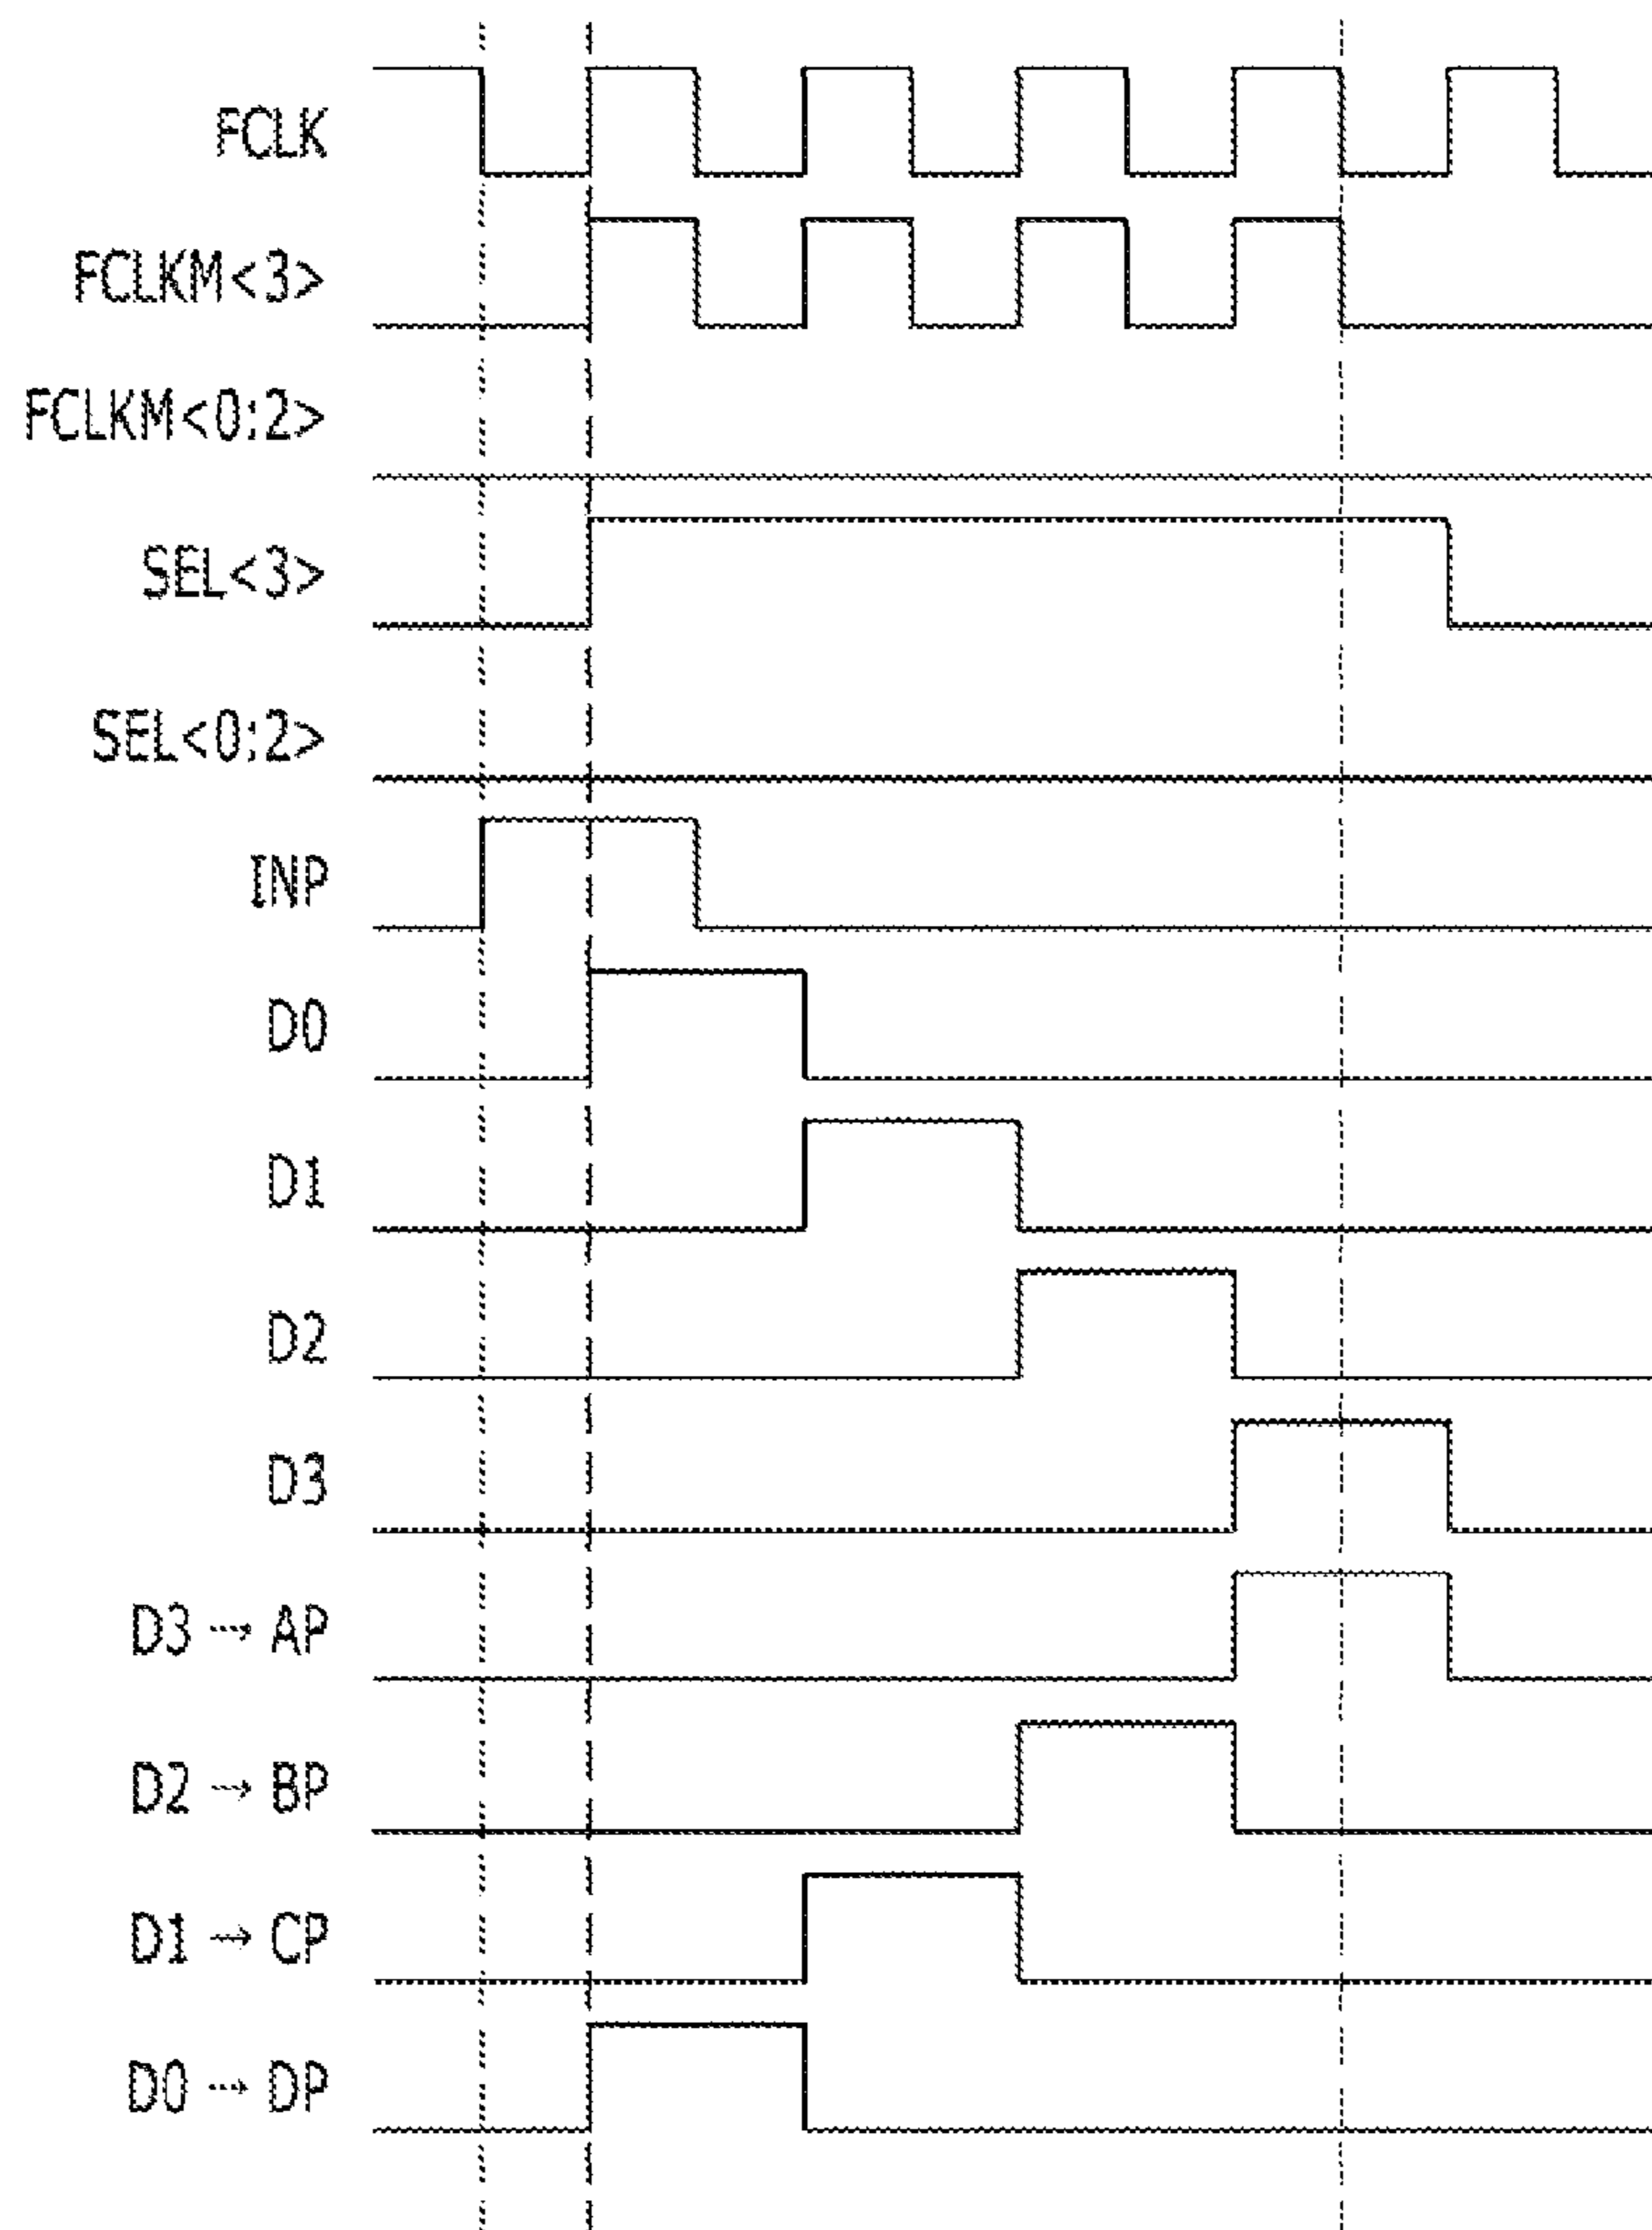 FCLK
FCLKM<3>
FCLKM<0:2>
SEL<3>
SEL<0:2>
INP
D0
D1
D2
D3
D3 → AP
D2 → BP
D1 → CP
D0 → DP